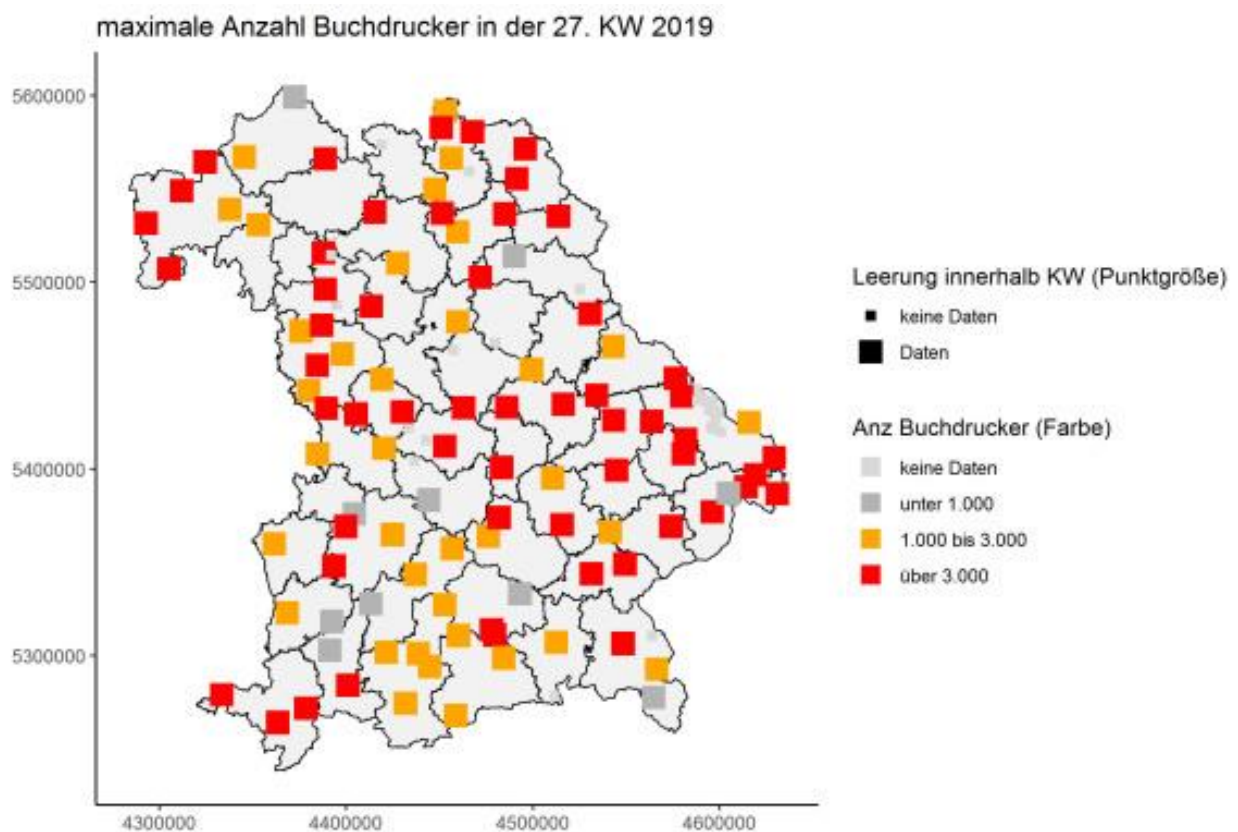 maximale Anzahl Buchdrucker in der 27. KW 2019
5600000
5500000
5400000
5300000
4300000
4400000
4500000
4600000
Leerung innerhalb KW (Punktgröße)
keine Daten
Daten
Anz Buchdrucker (Farbe)
keine Daten
unter 1.000
1.000 bis 3.000
über 3.000